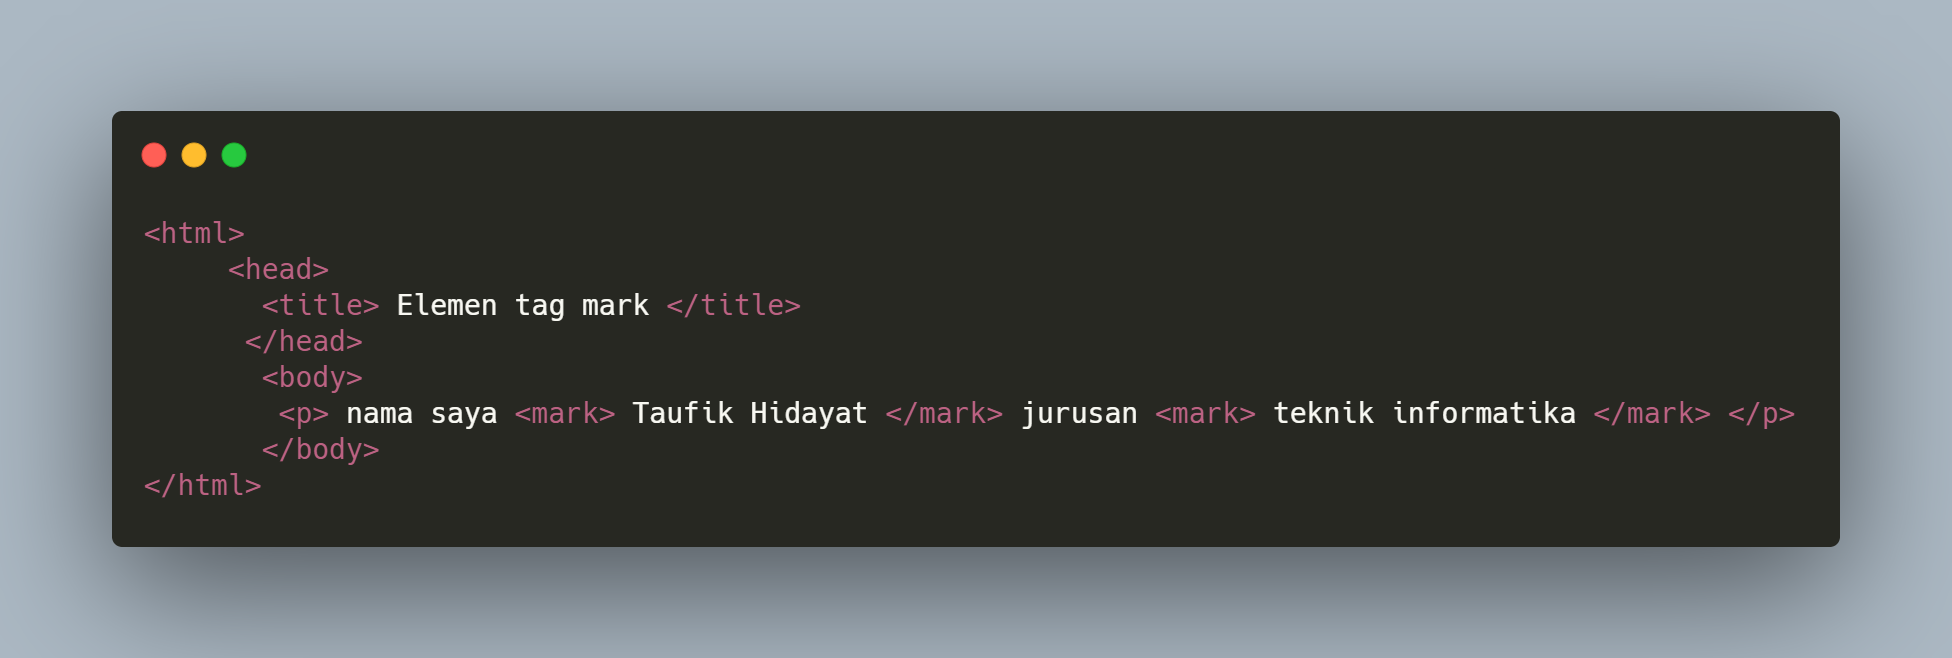 <html>
     <head>
       <title> Elemen tag mark </title>
      </head>
       <body>
        <p> nama saya <mark> Taufik Hidayat </mark> jurusan <mark> teknik informatika </mark> </p>
       </body>
</html>